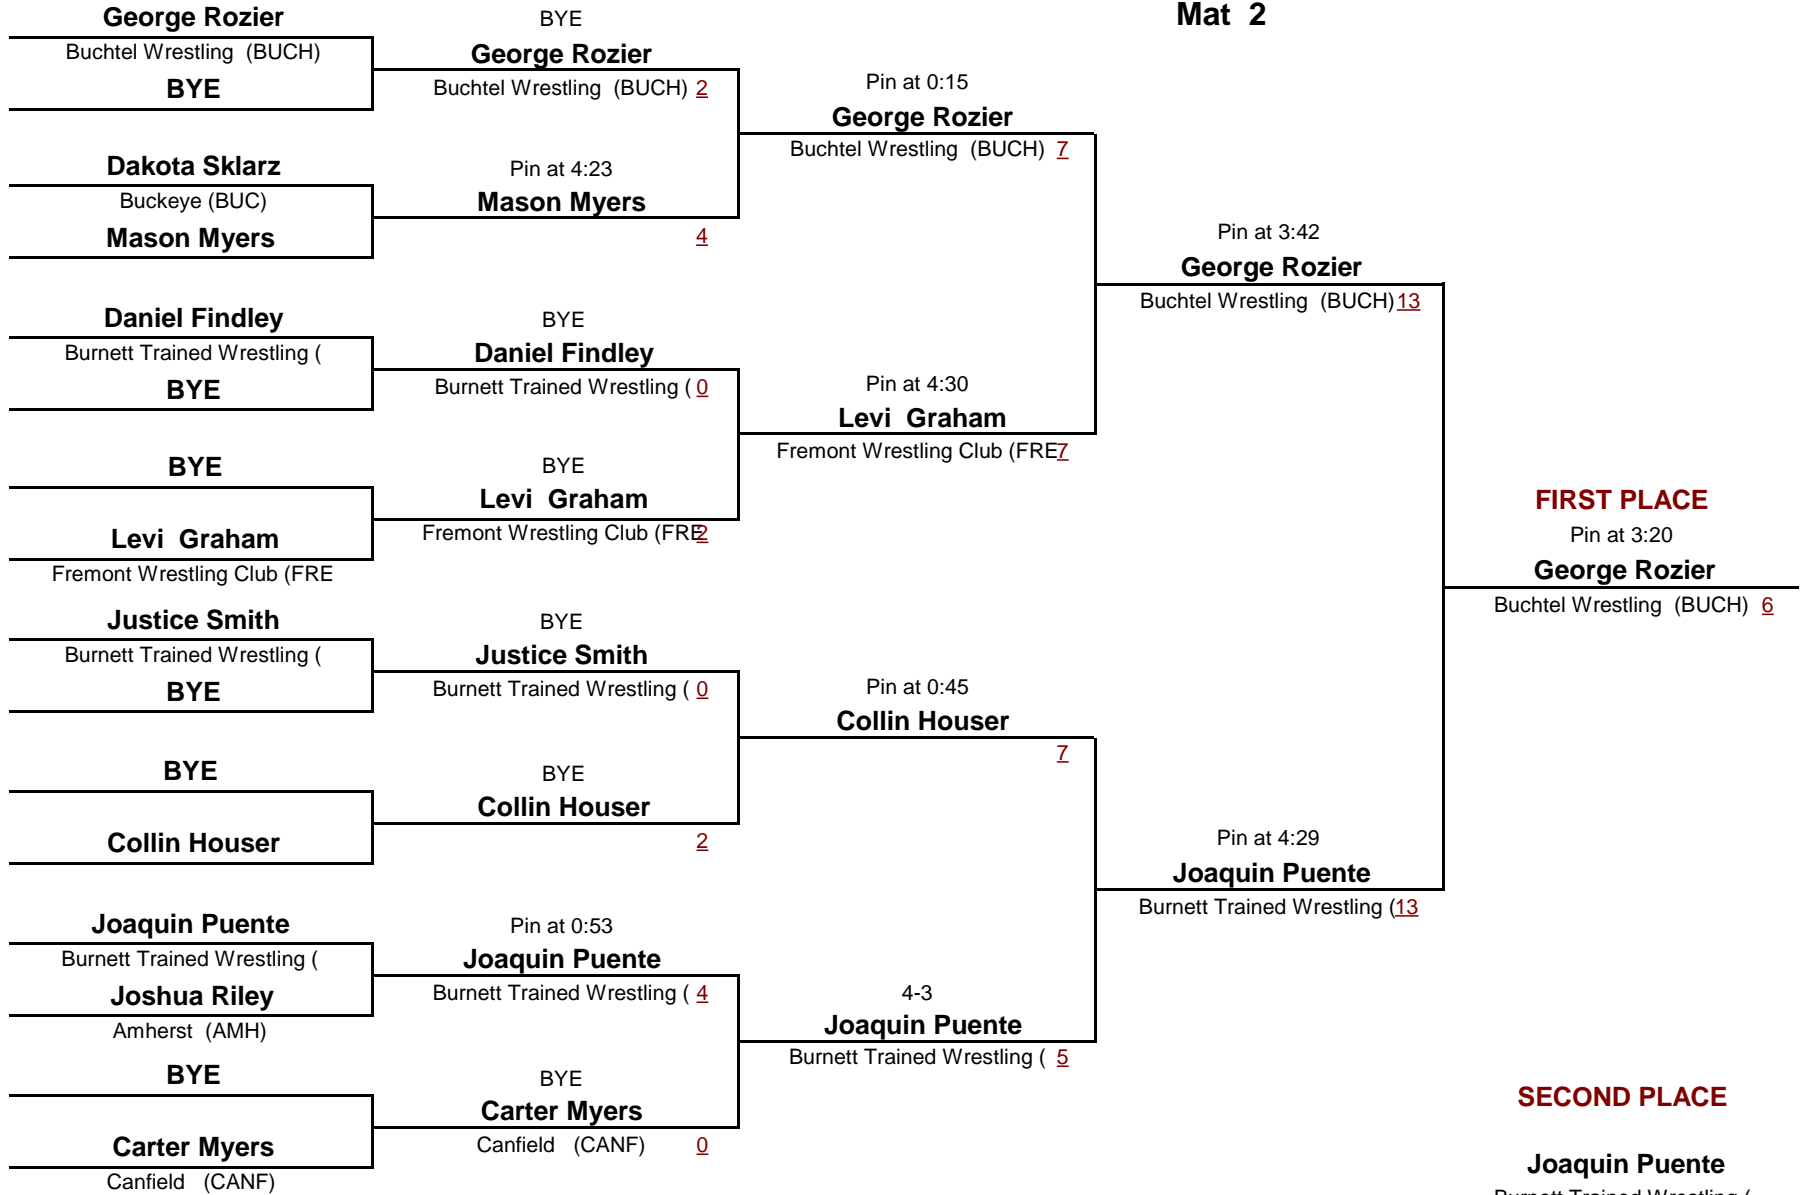 Mat 2
George Rozier
Buchtel Wrestling (BUCH)
BYE
Dakota Sklarz
Buckeye (BUC)
Mason Myers
Daniel Findley
Burnett Trained Wrestling (
BYE
BYE
Levi Graham
Fremont Wrestling Club (FRE
Justice Smith
Burnett Trained Wrestling (
BYE
BYE
Collin Houser
Joaquin Puente
Burnett Trained Wrestling (
Joshua Riley
Amherst (AMH)
BYE
Carter Myers
Canfield (CANF)
BYE
George Rozier
Buchtel Wrestling (BUCH) 2
Pin at 4:23
Mason Myers
4
BYE
Daniel Findley
Burnett Trained Wrestling ( 0
BYE
Levi Graham
Fremont Wrestling Club (FRE 2
BYE
Justice Smith
Burnett Trained Wrestling ( 0
BYE
Collin Houser
2
Pin at 0:53
Joaquin Puente
Burnett Trained Wrestling ( 4
BYE
Carter Myers
Canfield (CANF) 0
Pin at 0:15
George Rozier
Buchtel Wrestling (BUCH) 7
Pin at 4:30
Levi Graham
Fremont Wrestling Club (FRE 7
Pin at 0:45
Collin Houser
7
4-3
Joaquin Puente
Burnett Trained Wrestling ( 5
Pin at 3:42
George Rozier
Buchtel Wrestling (BUCH) 13
Pin at 4:29
Joaquin Puente
Burnett Trained Wrestling ( 13
FIRST PLACE
Pin at 3:20
George Rozier
Buchtel Wrestling (BUCH) 6
SECOND PLACE
Joaquin Puente
Burnett Trained Wrestling (